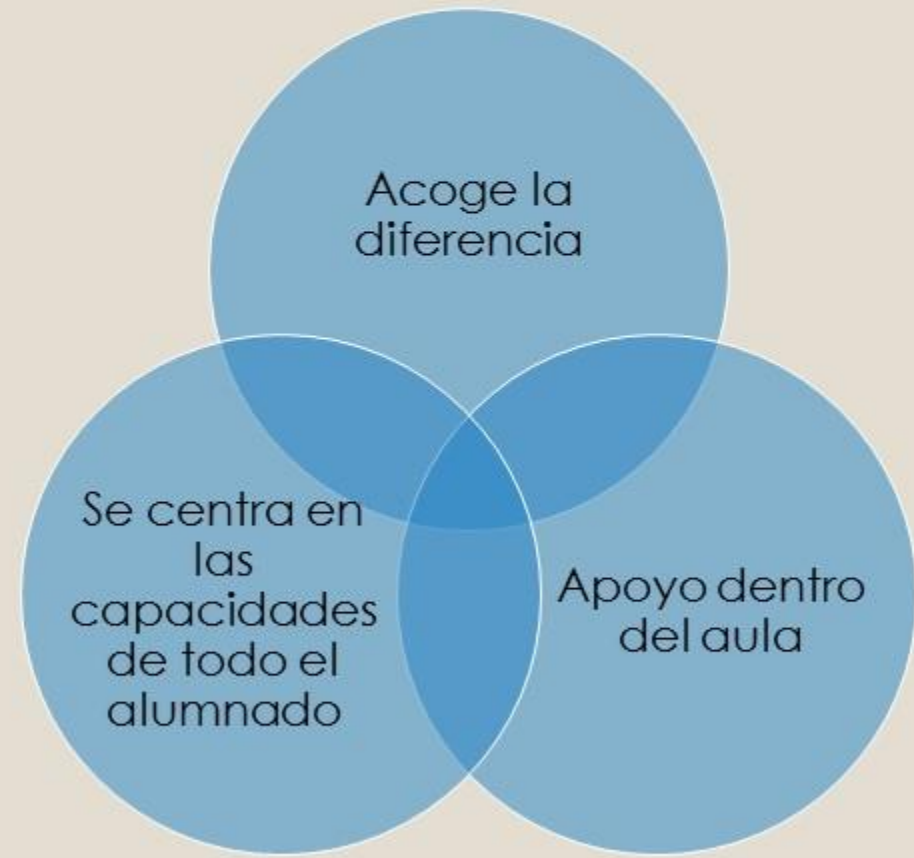 Acoge la
diferencia
Se centra en
las
capacidades
de todo el
alumnado
Apoyo dentro
del aula